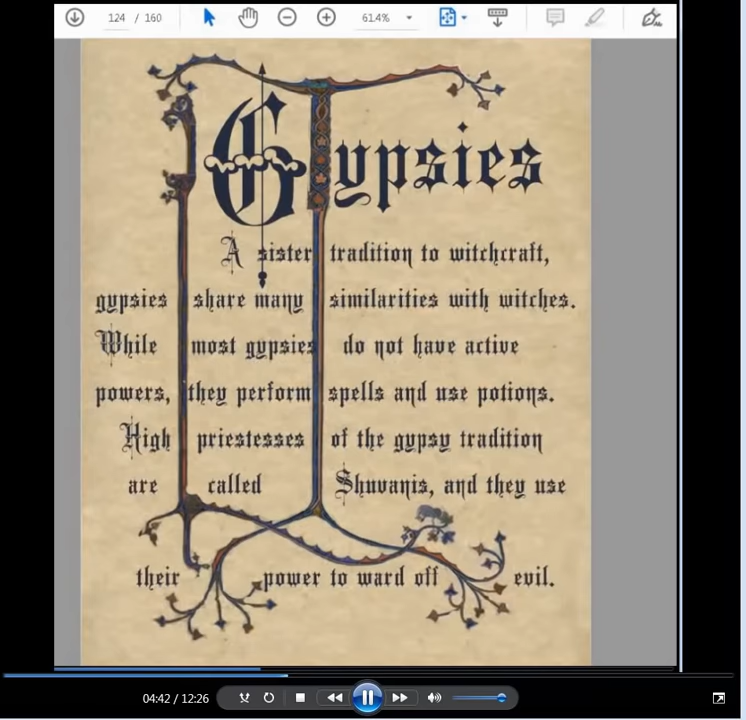 124 / 160
61.4%
Gypsies
A sister tradition to witchcraft,
gypsies share many similarities with witches.
While most gypsies do not have active
powers, they perform spells and use potions.
High priestesses of the gypsy tradition
are called Shuvanis, and they use
their power to ward off evil.
04:42 / 12:26